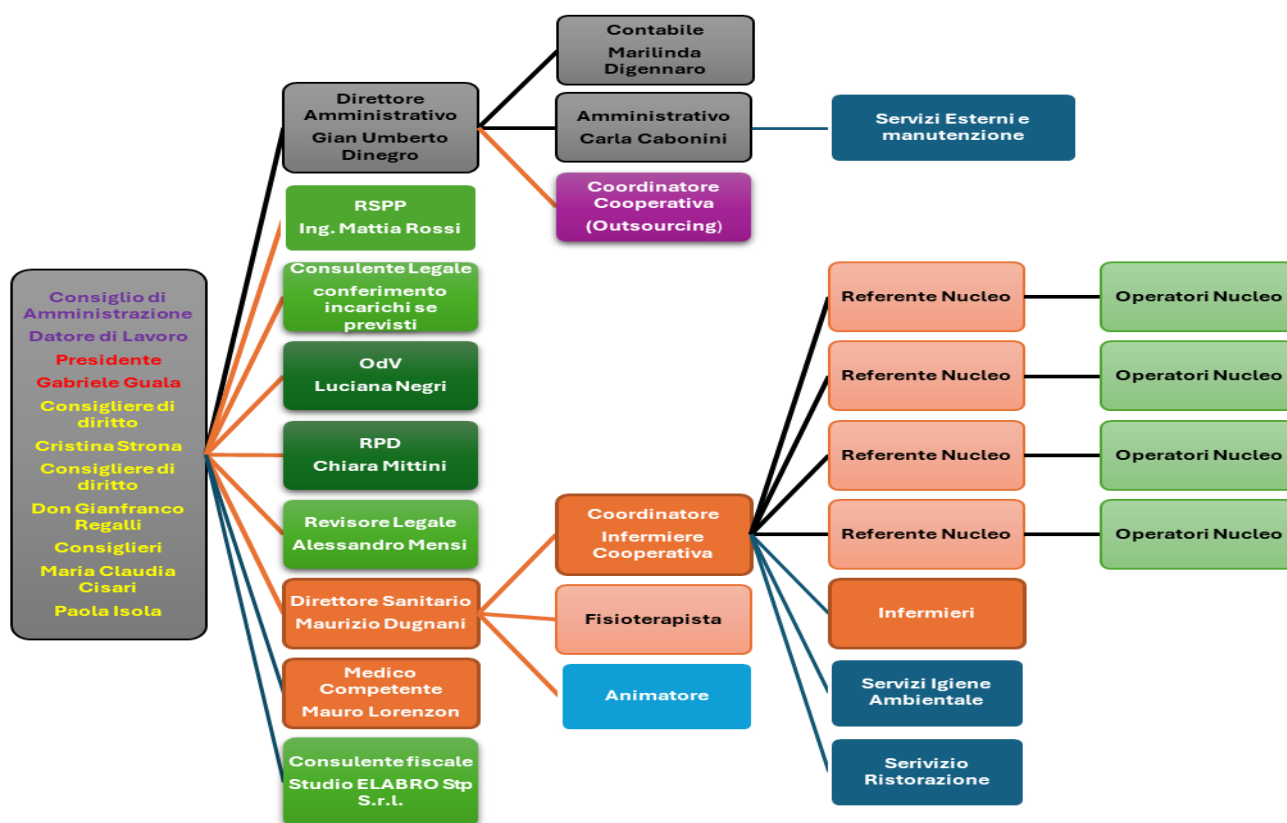 Consiglio di
Amministrazione
Datore di Lavoro
Presidente
Gabriele Guala
Consigliere di
diritto
Cristina Strona
Consigliere di
diritto
Don Gianfranco
Regalli
Consiglieri
Maria Claudia
Cisari
Paola Isola
Direttore
Amministrativo
Gian Umberto
Dinegro
RSPP
Ing. Mattia Rossi
Consulente Legale
conferimento
incarichi se
previsti
OdV
Luciana Negri
RPD
Chiara Mittini
Revisore Legale
Alessandro Mensi
Direttore Sanitario
Maurizio Dugnani
Medico
Competente
Mauro Lorenzon
Consulente fiscale
Studio ELABRO Stp
S.r.l.
Contabile
Marilinda
Digennaro
Amministrativo
Carla Cabonini
Coordinatore
Cooperativa
(Outsourcing)
Servizi Esterni e
manutenzione
Coordinatore
Infermiere
Cooperativa
Fisioterapista
Animatore
Referente Nucleo
Operatori Nucleo
Referente Nucleo
Operatori Nucleo
Referente Nucleo
Operatori Nucleo
Referente Nucleo
Operatori Nucleo
Infermieri
Servizi Igiene
Ambientale
Serivizio
Ristorazione